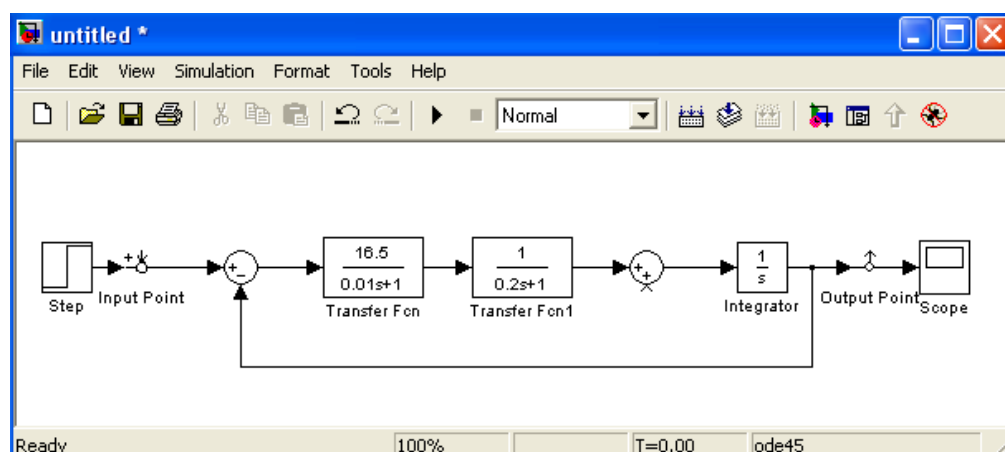 untitled *
File Edit View Simulation Format Tools Help
Normal
16.5
0.01s+1
1
0.2s+1
1
s
Step
Input Point
Transfer Fcn
Transfer Fcn1
Integrator
Output Point
Scope
Ready 100% T=0.00 ode45